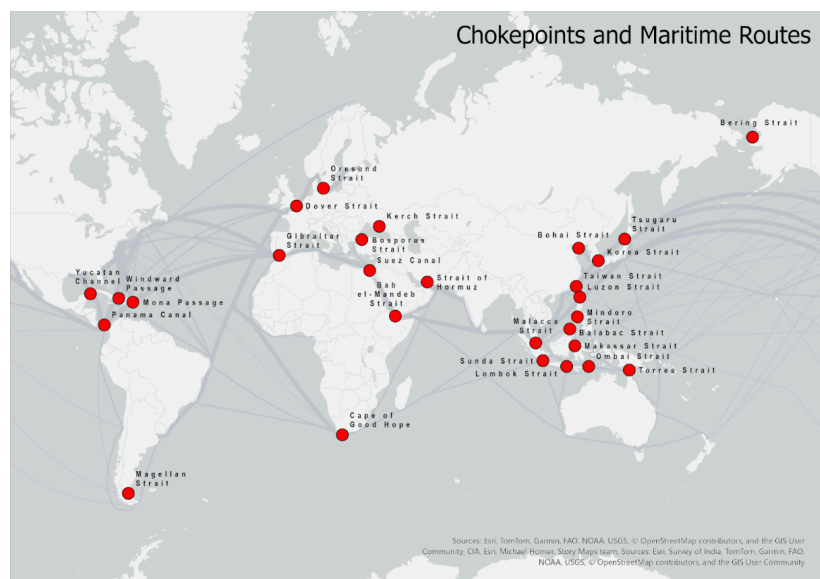 Chokepoints and Maritime Routes
Bering Strait
Oresund
Strait
Dover Strait
Kerch Strait
Gibraltar
Strait
Bosporus
Strait
Suez Canal
Tsugaru
Strait
Bohai Strait
Korea Strait
Yucatan
Channel
Windward
Passage
Mona Passage
Panama Canal
Bab
el-Mandeb
Strait
Strait of
Hormuz
Taiwan Strait
Luzon Strait
Mindoro
Strait
Malacca
Strait
Balabac Strait
Makassar Strait
Ombai Strait
Sunda Strait
Lombok Strait
Torres Strait
Cape of
Good Hope
Magellan
Strait
Sources: Esri, TomTom, Garmin, FAO, NOAA, USGS, © OpenStreetMap contributors, and the GIS User
Community, CIA, Esri, Michael Horner, Story Maps team, Sources: Esri, Survey of India, TomTom, Garmin, FAO,
NOAA, USGS, © OpenStreetMap contributors, and the GIS User Community